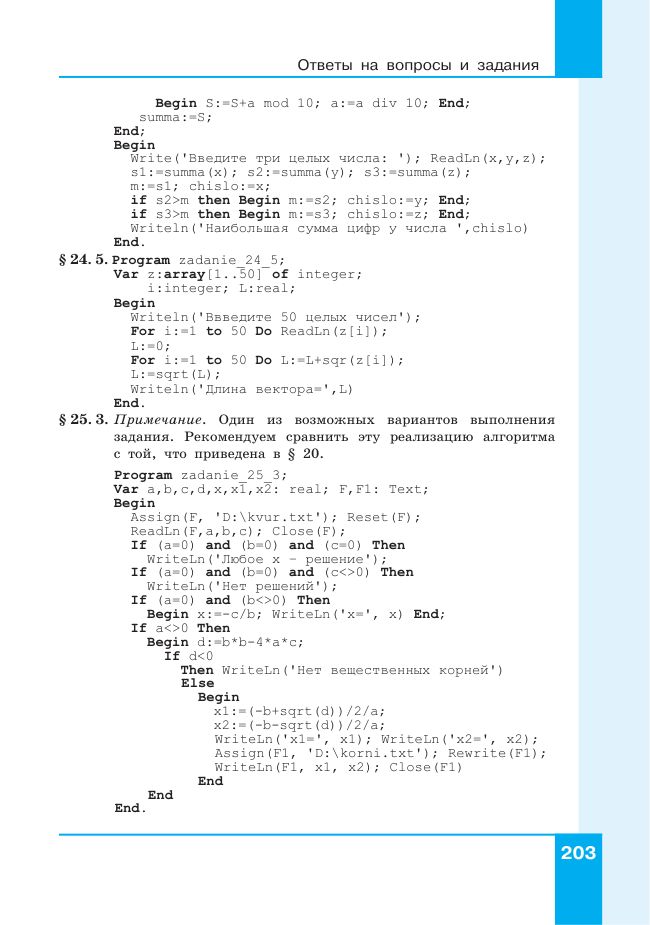 Ответы на вопросы и задания
Begin S:=S+a mod 10; a:=a div 10; End;
summa:=S;
End;
Begin
Write('Введите три целых числа: '); ReadLn(x,y,z);
s1:=summa(x); s2:=summa(y); s3:=summa(z);
m:=s1; chislo:=x;
if s2>m then Begin m:=s2; chislo:=y; End;
if s3>m then Begin m:=s3; chislo:=z; End;
Writeln('Наибольшая сумма цифр у числа ',chislo)
End.
§ 24. 5. Program zadanie_24_5;
Var z:array[1..50] of integer;
i:integer; L:real;
Begin
Writeln('Ввведите 50 целых чисел');
For i:=1 to 50 Do ReadLn(z[i]);
L:=0;
For i:=1 to 50 Do L:=L+sqr(z[i]);
L:=sqrt(L);
Writeln('Длина вектора=',L)
End.
§ 25. 3. Примечание. Один из возможных вариантов выполнения
задания. Рекомендуем сравнить эту реализацию алгоритма
с той, что приведена в § 20.
Program zadanie_25_3;
Var a,b,c,d,x,x1,x2: real; F,F1: Text;
Begin
Assign(F, 'D:\kvur.txt'); Reset(F);
ReadLn(F,a,b,c); Close(F);
If (a=0) and (b=0) and (c=0) Then
WriteLn('Любое x – решение');
If (a=0) and (b=0) and (c<>0) Then
WriteLn('Нет решений');
If (a=0) and (b<>0) Then
Begin x:=-c/b; WriteLn('x=', x) End;
If a<>0 Then
Begin d:=b*b-4*a*c;
If d<0
Then WriteLn('Нет вещественных корней')
Else
Begin
x1:=(-b+sqrt(d))/2/a;
x2:=(-b-sqrt(d))/2/a;
WriteLn('x1=', x1); WriteLn('x2=', x2);
Assign(F1, 'D:\korni.txt'); Rewrite(F1);
WriteLn(F1, x1, x2); Close(F1)
End
End
End.
203